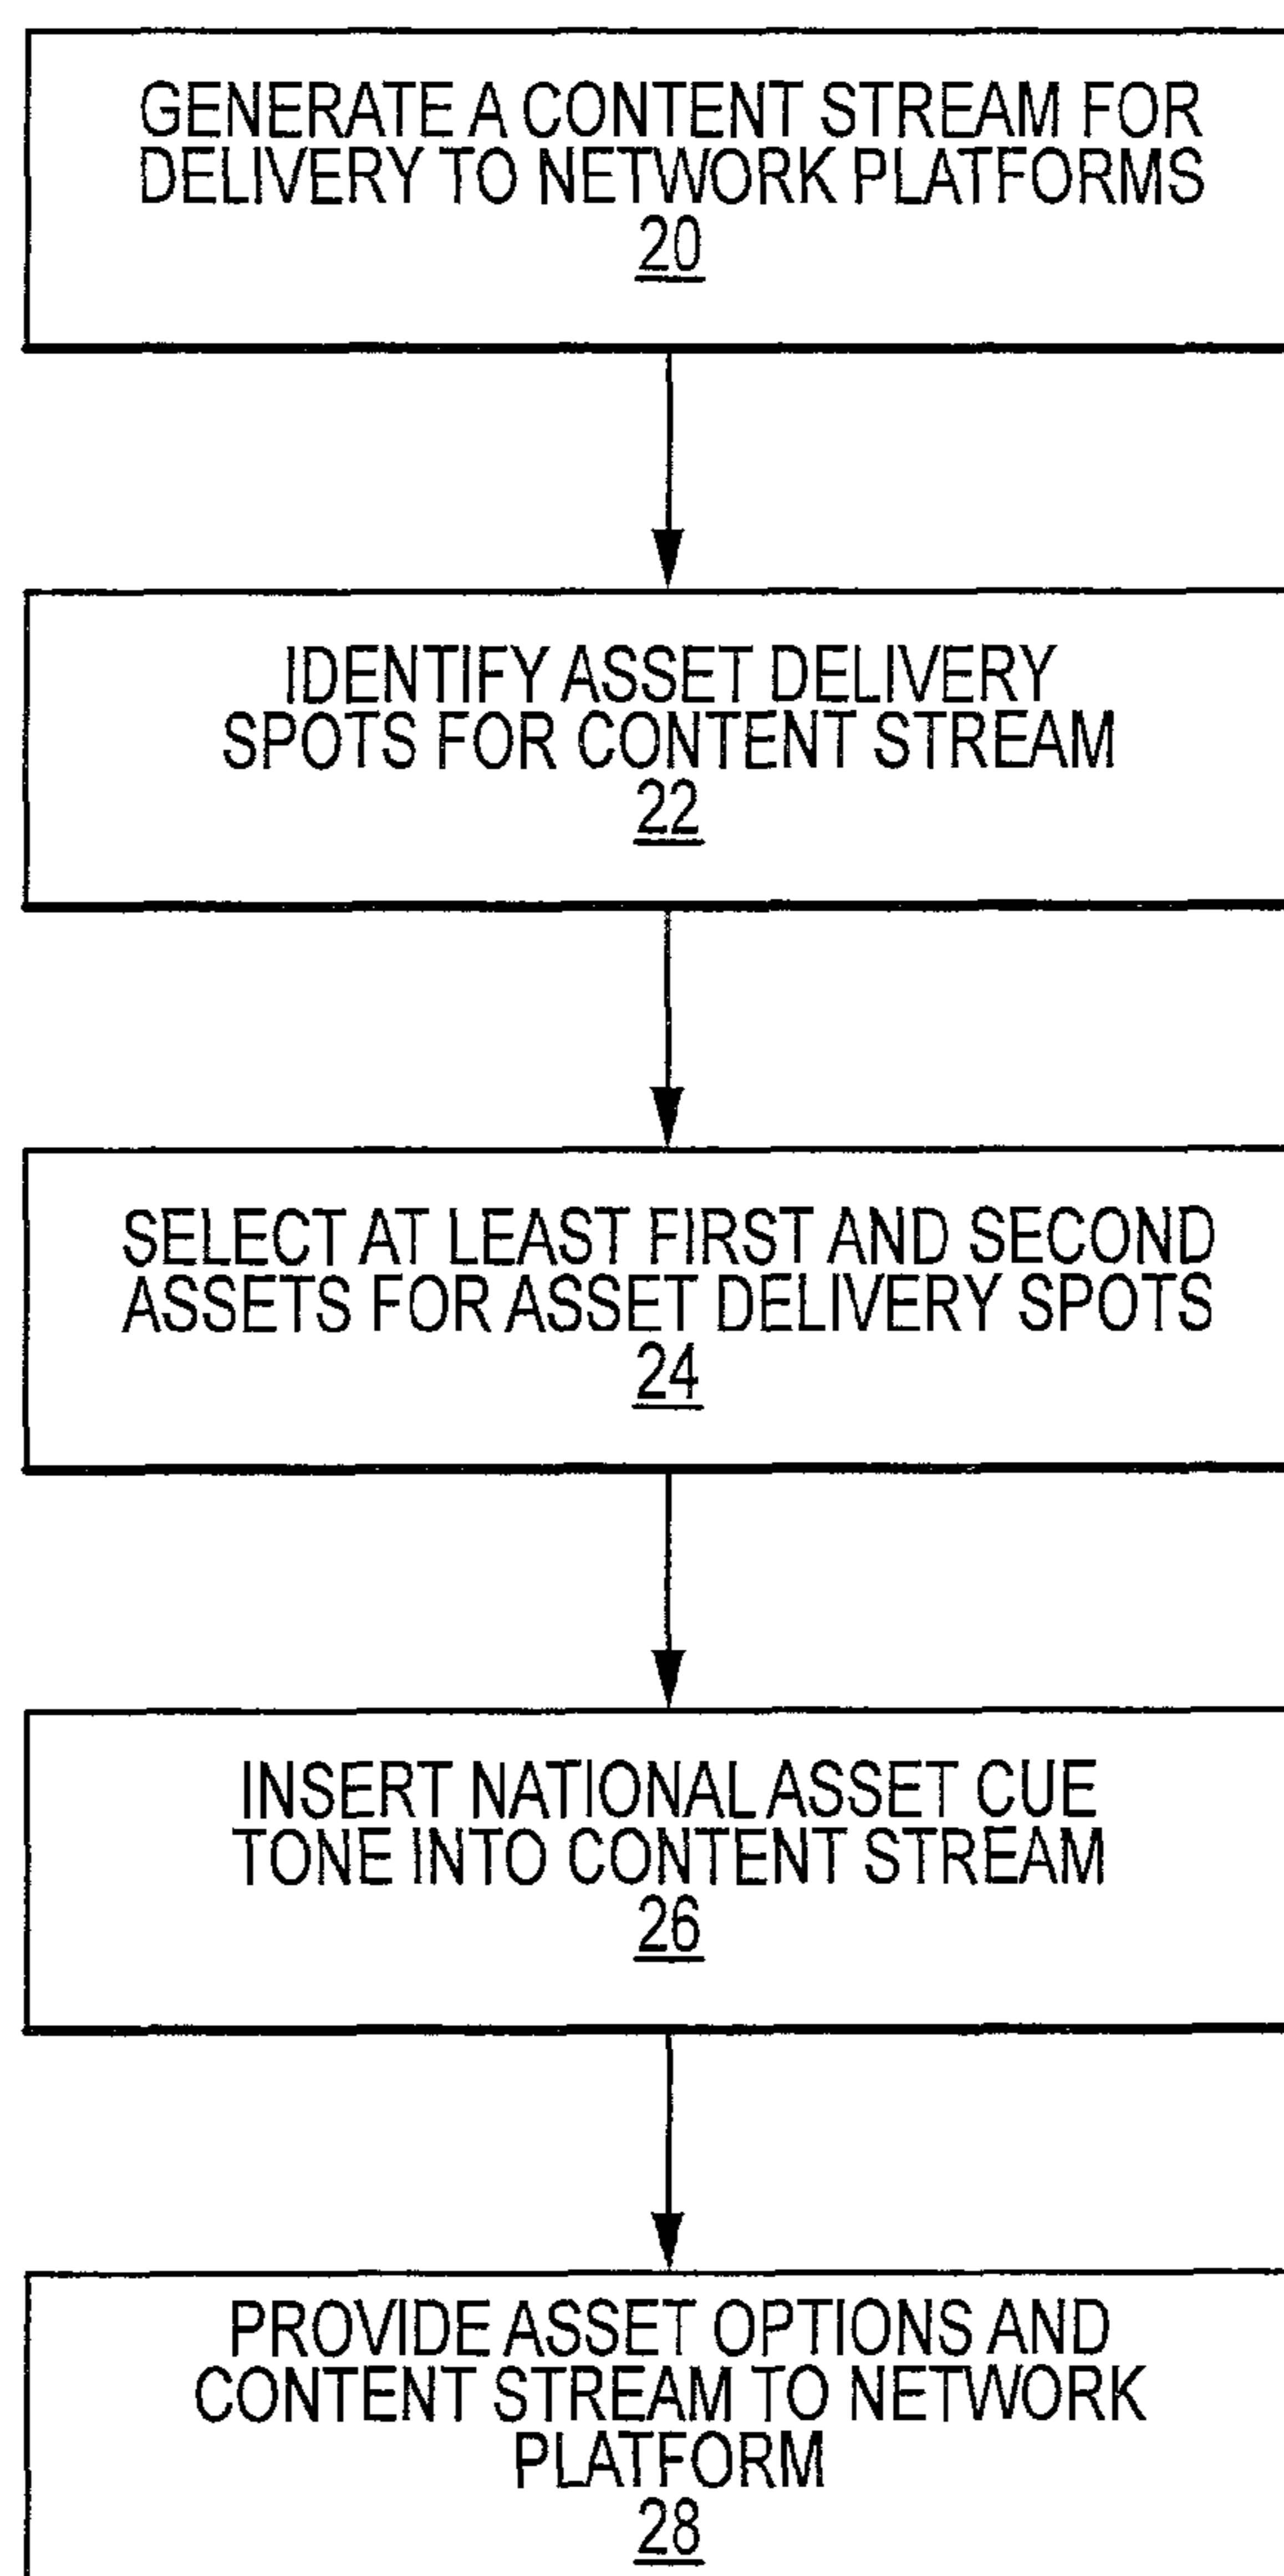 GENERATE A CONTENT STREAM FOR
DELIVERY TO NETWORK PLATFORMS
20
IDENTIFY ASSET DELIVERY
SPOTS FOR CONTENT STREAM
22
SELECT AT LEAST FIRST AND SECOND
ASSETS FOR ASSET DELIVERY SPOTS
24
INSERT NATIONAL ASSET CUE
TONE INTO CONTENT STREAM
26
PROVIDE ASSET OPTIONS AND
CONTENT STREAM TO NETWORK
PLATFORM
28